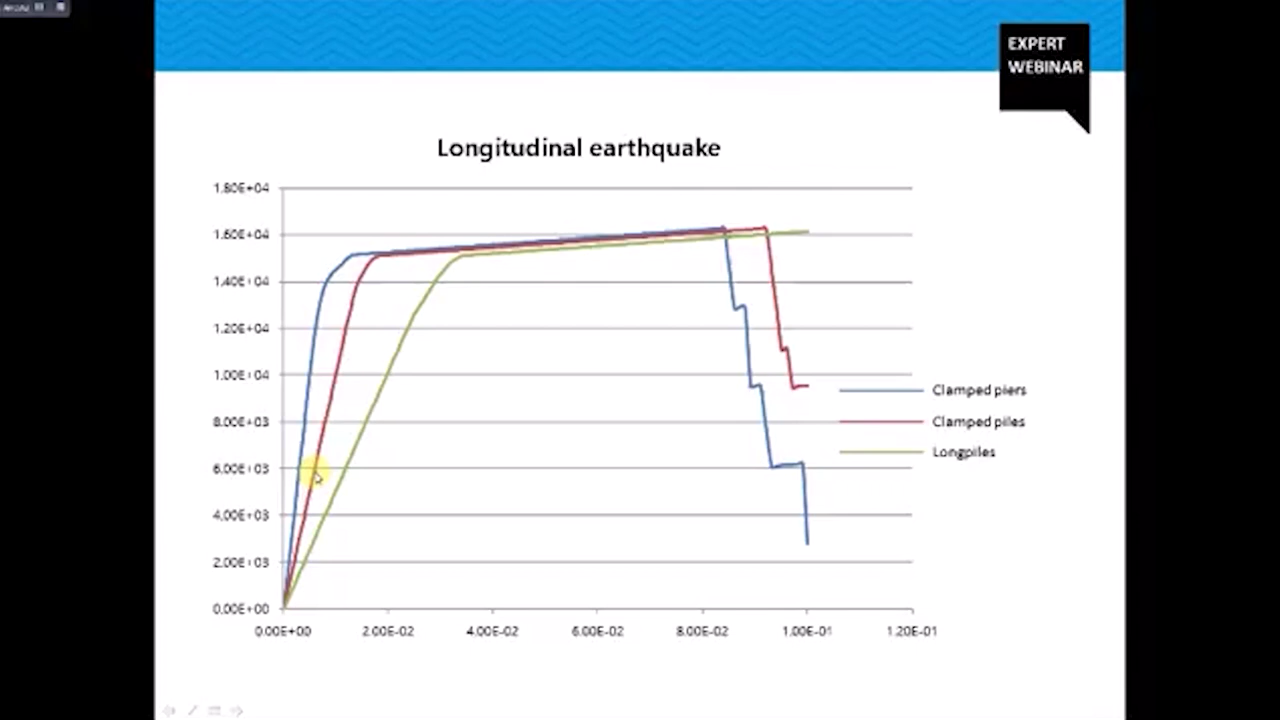 EXPERT
WEBINAR
Longitudinal earthquake
1.80E+04
1.60E+04
1.40E+04
1.20E+04
1.00E+04
8.00E+03
6.00E+03
4.00E+03
2.00E+03
0.00E+00
0.00E+00 2.00E-02 4.00E-02 6.00E-02 8.00E-02 1.00E-01 1.20E-01
Clamped piers
Clamped piles
Longpiles